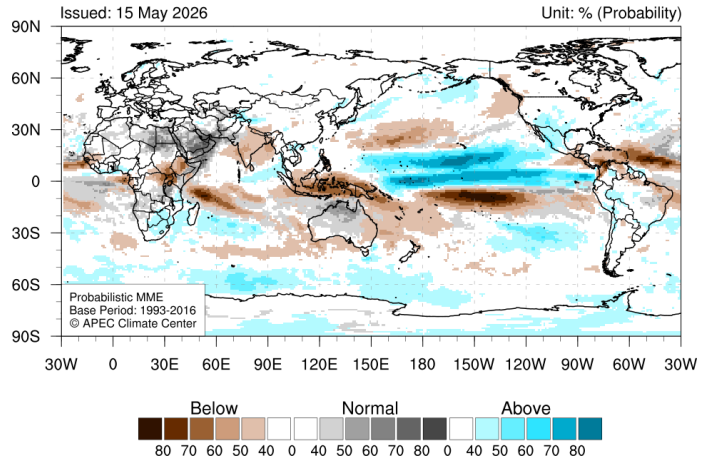 Issued: 15 May 2026 Unit: % (Probability)
90N
60N
30N
0
30S
60S
90S
Probabilistic MME
Base Period: 1993-2016
© APEC Climate Center
30W 0 30E 60E 90E 120E 150E 180 150W 120W 90W 60W 30W
Below Normal Above
80 70 60 50 40 0 40 50 60 70 80 0 40 50 60 70 80